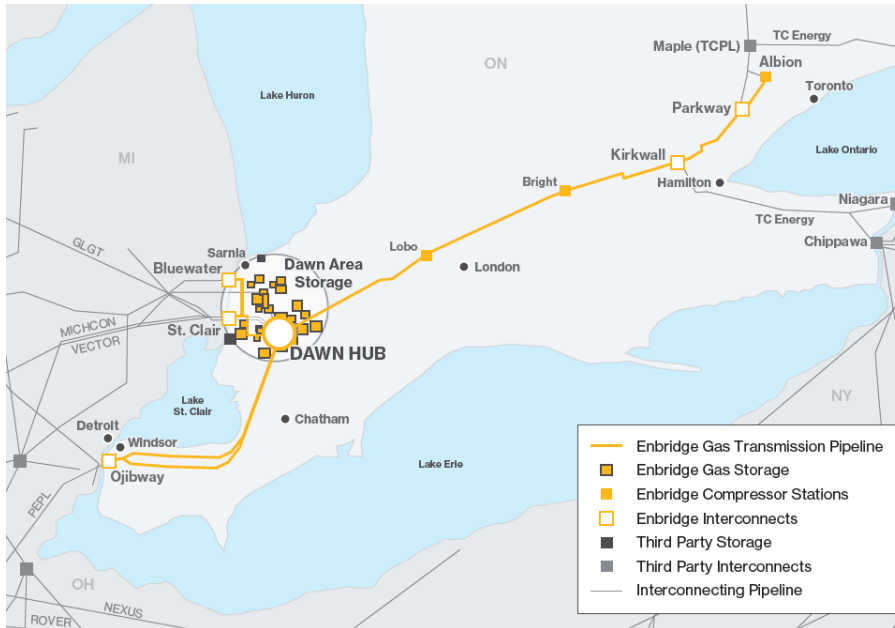 Maple (TCPL)
TC Energy
Albion
ON
Toronto
Lake Huron
Parkway
MI
Kirkwall
Lake Ontario
Bright
Hamilton
Niagara
TC Energy
Chippawa
GLGT
Sarnia
Bluewater
Dawn Area
Storage
Lobo
London
MICHCON
VECTOR
St. Clair
DAWN HUB
NY
Lake
St. Clair
Chatham
Detroit
Windsor
Ojibway
Lake Erie
PEPL
OH
NEXUS
ROVER
Enbridge Gas Transmission Pipeline
Enbridge Gas Storage
Enbridge Compressor Stations
Enbridge Interconnects
Third Party Storage
Third Party Interconnects
Interconnecting Pipeline